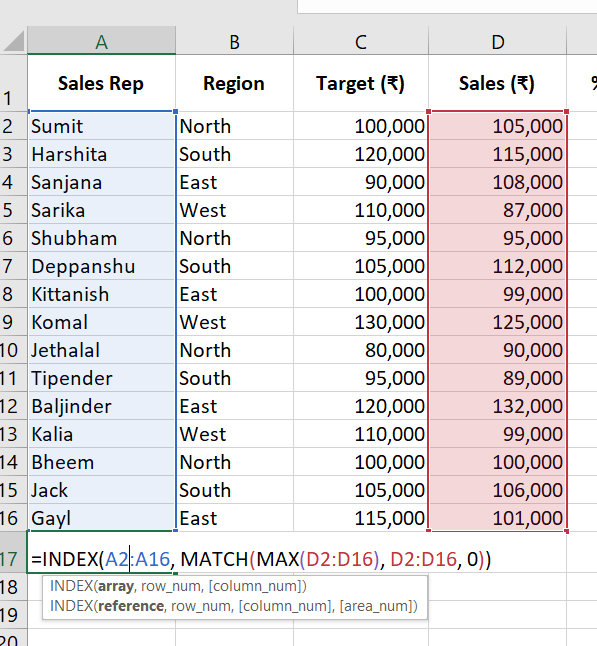 A B C D
1 Sales Rep Region Target (₹) Sales (₹) %
2 Sumit North 100,000 105,000
3 Harshita South 120,000 115,000
4 Sanjana East 90,000 108,000
5 Sarika West 110,000 87,000
6 Shubham North 95,000 95,000
7 Deppanshu South 105,000 112,000
8 Kittanish East 100,000 99,000
9 Komal West 130,000 125,000
10 Jethalal North 80,000 90,000
11 Tipender South 95,000 89,000
12 Baljinder East 120,000 132,000
13 Kalia West 110,000 99,000
14 Bheem North 100,000 100,000
15 Jack South 105,000 106,000
16 Gayl East 115,000 101,000
17 =INDEX(A2:A16, MATCH(MAX(D2:D16), D2:D16, 0))
18 INDEX(array, row_num, [column_num])
19 INDEX(reference, row_num, [column_num], [area_num])
20